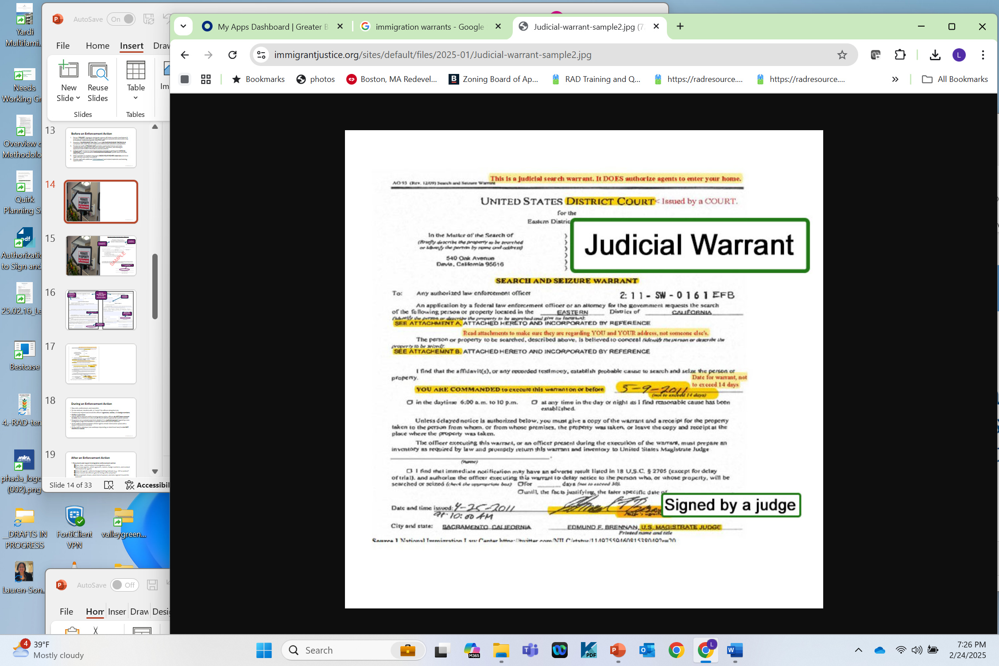 Yardi
Multifami...
Needs
Working Gr
Overview o
Methodolo
Quirk
Planning S.
pdf
Authorizatio
to Sign and
25.02.16_Le
Bestcase
4.-RAD-ten
phada_logo
(002).png
__DRAFTS IN
PROGRESS
FortiClient
VPN
valleygreen...
Lauren-Son...
AutoSave On
File Home Insert Draw
New
Slide
Reuse
Slides
Table
Slides
Tables
13
Before an Enforcement Action
14
PRIVATE
PROPERTY
15
PRIVATE
PROPERTY
SAMPLE
16
17
18
During an Enforcement Action
19
After an Enforcement Action
Slide 14 of 33
Accessibil
AutoSave Off
File Hom Inser Draw Desig
My Apps Dashboard | Greater B
immigration warrants - Google
Judicial-warrant-sample2.jpg (7
immigrantjustice.org/sites/default/files/2025-01/Judicial-warrant-sample2.jpg
L
Bookmarks
photos
Boston, MA Redevel...
Zoning Board of Ap...
RAD Training and Q...
https://radresource....
https://radresource....
All Bookmarks
This is a judicial search warrant. It DOES authorize agents to enter your home.
AO 93 (Rev. 12/09) Search and Seizure Warrant
UNITED STATES DISTRICT COURT < Issued by a COURT.
for the
Eastern Distric
In the Matter of the Search of
(Briefly describe the property to be searched
or identify the person by name and address)
540 Oak Avenue
Davis, California 95616
Judicial Warrant
SEARCH AND SEIZURE WARRANT
To: Any authorized law enforcement officer
2: 11 - SW - 0161 EFB
An application by a federal law enforcement officer or an attorney for the government requests the search
of the following person or property located in the EASTERN District of CALIFORNIA
(identify the person or describe the property to be searched and give its location):
SEE ATTACHMENT A, ATTACHED HERETO AND INCORPORATED BY REFERENCE
Read attachments to make sure they are regarding YOU and YOUR address, not someone else's.
The person or property to be searched, described above, is believed to conceal (identify the person or describe the
property to be seized):
SEE ATTACHEMNT B. ATTACHED HERETO AND INCORPORATED BY REFERENCE
I find that the affidavit(s), or any recorded testimony, establish probable cause to search and seize the person or
property.
Date for warrant, not
to exceed 14 days
YOU ARE COMMANDED to execute this warrant on or before 5-9-2011
(not to exceed 14 days)
in the daytime 6:00 a.m. to 10 p.m. at any time in the day or night as I find reasonable cause has been
established.
Unless delayed notice is authorized below, you must give a copy of the warrant and a receipt for the property
taken to the person from whom, or from whose premises, the property was taken, or leave the copy and receipt at the
place where the property was taken.
The officer executing this warrant, or an officer present during the execution of the warrant, must prepare an
inventory as required by law and promptly return this warrant and inventory to United States Magistrate Judge
(name)
I find that immediate notification may have an adverse result listed in 18 U.S.C. § 2705 (except for delay
of trial), and authorize the officer executing this warrant to delay notice to the person who, or whose property, will be
searched or seized (check the appropriate box) for days (not to exceed 30).
until, the facts justifying, the later specific date of
Date and time issued: 4-25-2011
at 10:00 AM
Signed by a judge
City and state: SACRAMENTO CALIFORNIA
EDMUND F. BRENNAN, U.S. MAGISTRATE JUDGE
Printed name and title
Source 1 National Immigration Law Center https://twitter.com/NILC/status/1149755946081538049?s=20
4
39°F
Mostly cloudy
Search
M365
PDF
7:26 PM
2/24/2025